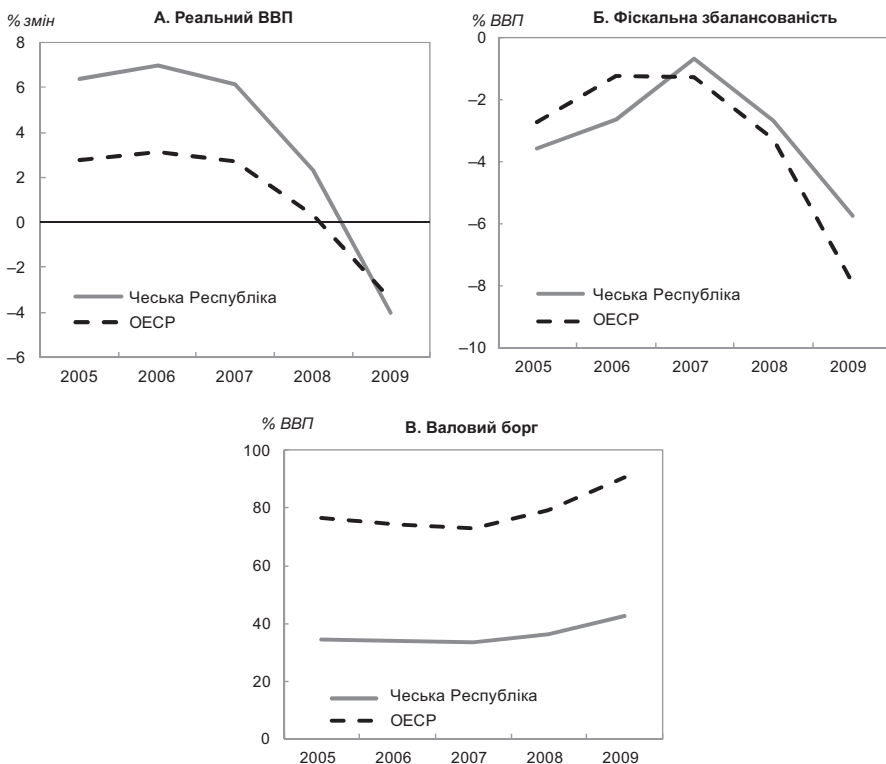 % змін
А. Реальний ВВП
8
6
4
2
0
–2
–4
–6
Чеська Республіка
ОЕСР
2005 2006 2007 2008 2009
% ВВП
Б. Фіскальна збалансованість
0
–2
–4
–6
–8
–10
Чеська Республіка
ОЕСР
2005 2006 2007 2008 2009
% ВВП
В. Валовий борг
100
80
60
40
20
0
Чеська Республіка
ОЕСР
2005 2006 2007 2008 2009